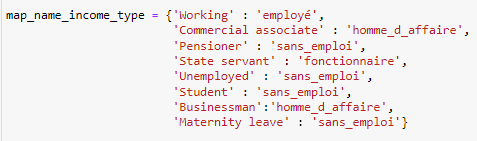 map_name_income_type = {'Working' : 'employé',
'Commercial associate' : 'homme_d_affaire',
'Pensioner' : 'sans_emploi',
'State servant' : 'fonctionnaire',
'Unemployed' : 'sans_emploi',
'Student' : 'sans_emploi',
'Businessman':'homme_d_affaire',
'Maternity leave' : 'sans_emploi'}